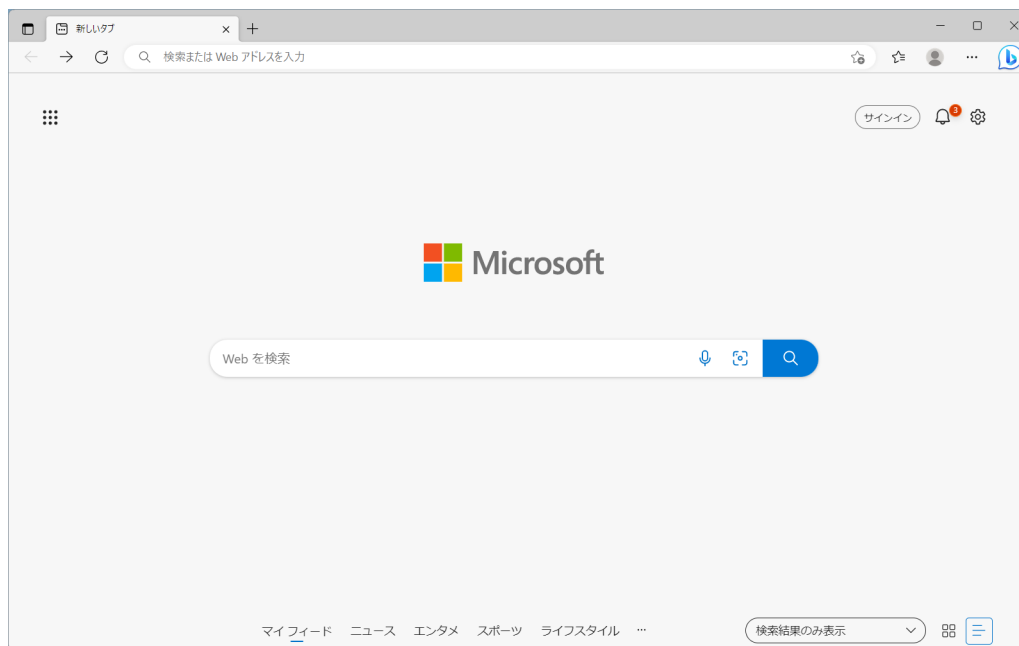 新しいタブ
検索または Web アドレスを入力
サインイン
3
Microsoft
Web を検索
マイ フィード ニュース エンタメ スポーツ ライフスタイル ...
検索結果のみ表示